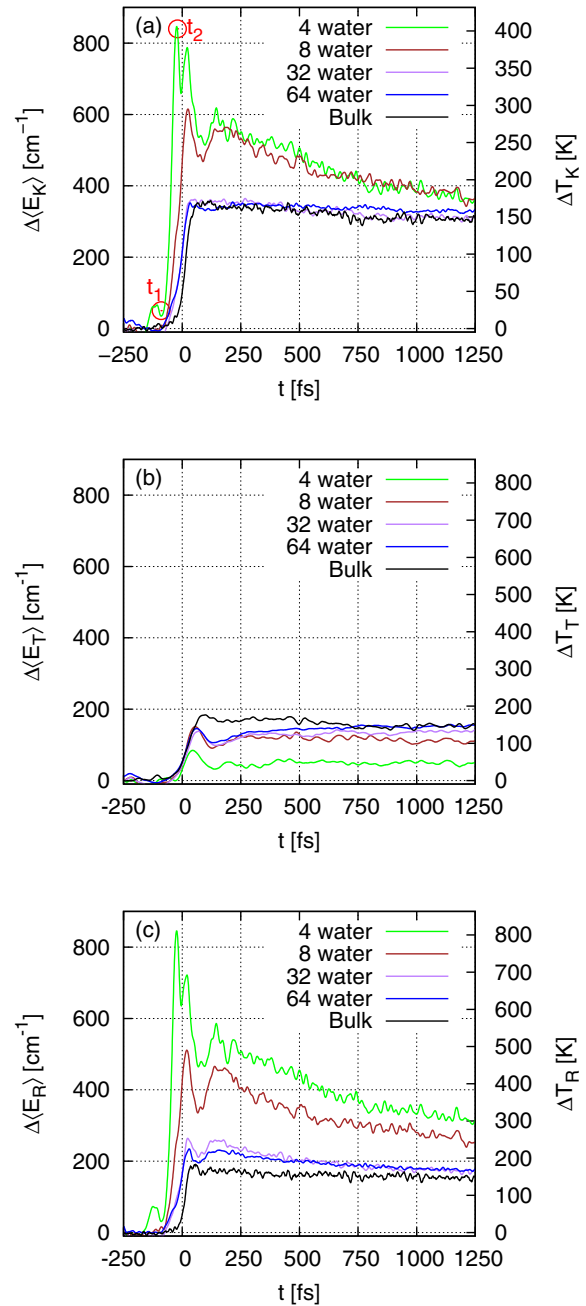 (a)
t₂
t₁
4 water
8 water
32 water
64 water
Bulk
Δ⟨E_K⟩ [cm⁻¹]
800
600
400
200
0
ΔT_K [K]
400
350
300
250
200
150
100
50
0
−250 0 250 500 750 1000 1250
t [fs]
(b)
4 water
8 water
32 water
64 water
Bulk
Δ⟨E_T⟩ [cm⁻¹]
800
600
400
200
0
ΔT_T [K]
800
700
600
500
400
300
200
100
0
-250 0 250 500 750 1000 1250
t [fs]
(c)
4 water
8 water
32 water
64 water
Bulk
Δ⟨E_R⟩ [cm⁻¹]
800
600
400
200
0
ΔT_R [K]
800
700
600
500
400
300
200
100
0
-250 0 250 500 750 1000 1250
t [fs]